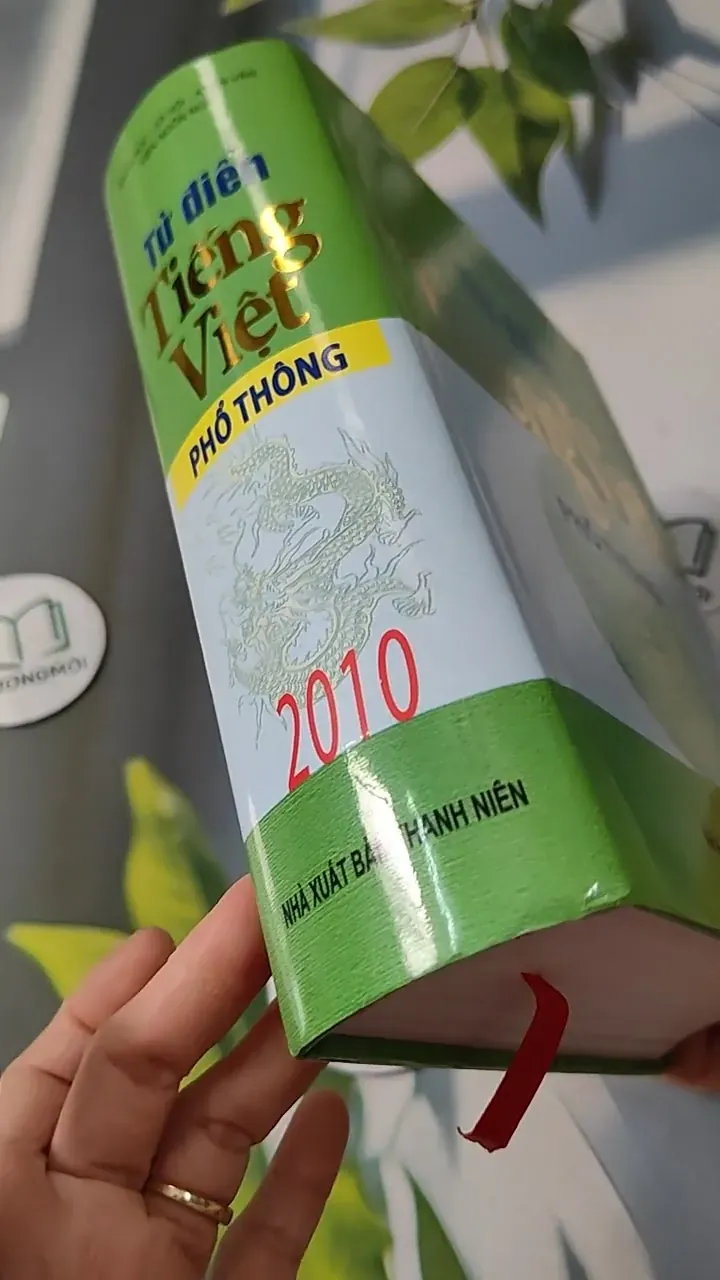 Từ điển
Tiếng
Việt
PHỔ THÔNG
2010
NHÀ XUẤT BẢN THANH NIÊN